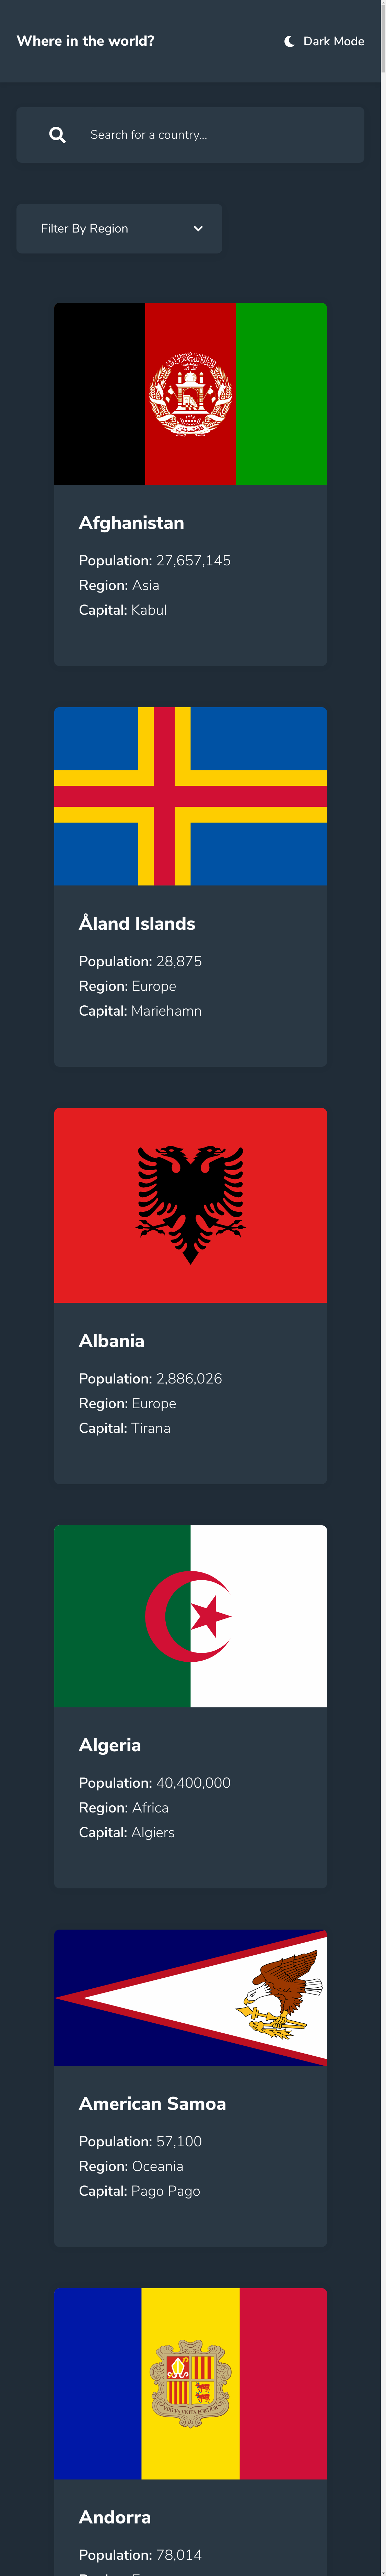 Where in the world?
Dark Mode
Search for a country...
Filter By Region
Afghanistan
Population: 27,657,145
Region: Asia
Capital: Kabul
Åland Islands
Population: 28,875
Region: Europe
Capital: Mariehamn
Albania
Population: 2,886,026
Region: Europe
Capital: Tirana
Algeria
Population: 40,400,000
Region: Africa
Capital: Algiers
American Samoa
Population: 57,100
Region: Oceania
Capital: Pago Pago
Andorra
Population: 78,014